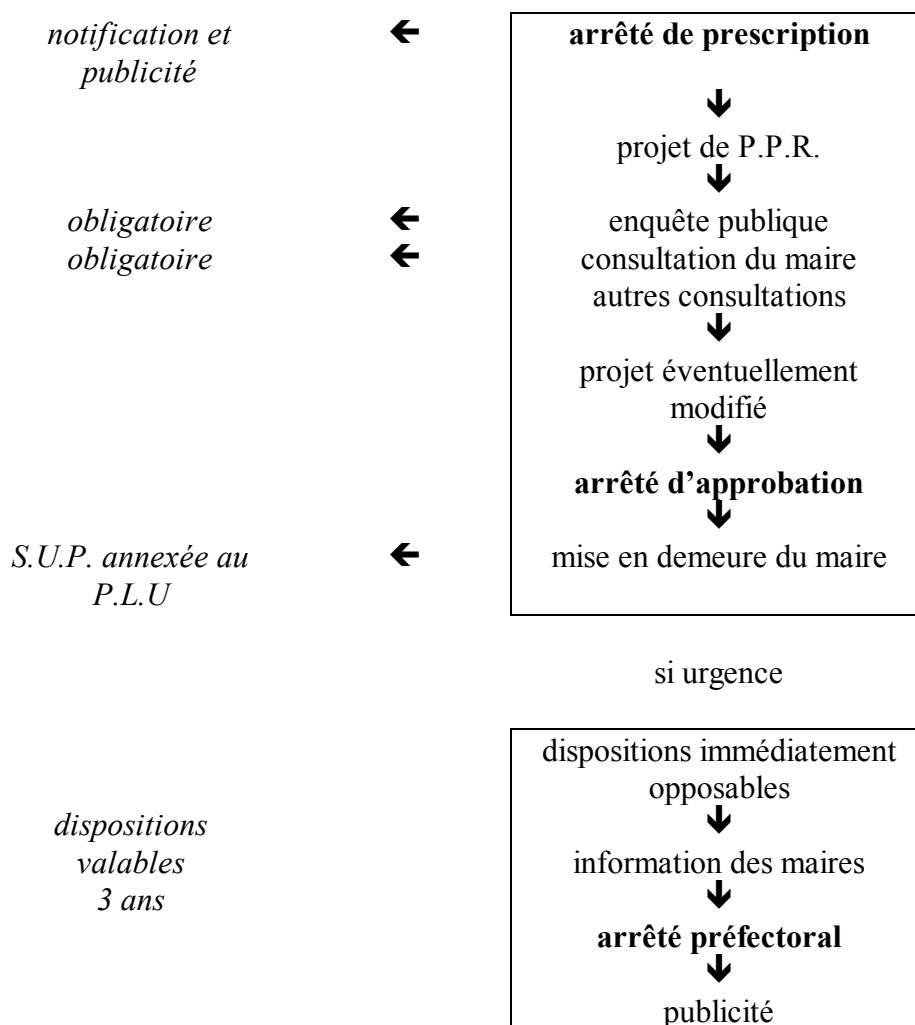 notification et
publicité
🡸
arrêté de prescription
🡻
projet de P.P.R.
🡻
obligatoire
🡸
enquête publique
obligatoire
🡸
consultation du maire
autres consultations
🡻
projet éventuellement
modifié
🡻
arrêté d’approbation
🡻
S.U.P. annexée au
P.L.U
🡸
mise en demeure du maire
si urgence
dispositions immédiatement
opposables
🡻
dispositions
valables
3 ans
information des maires
🡻
arrêté préfectoral
🡻
publicité